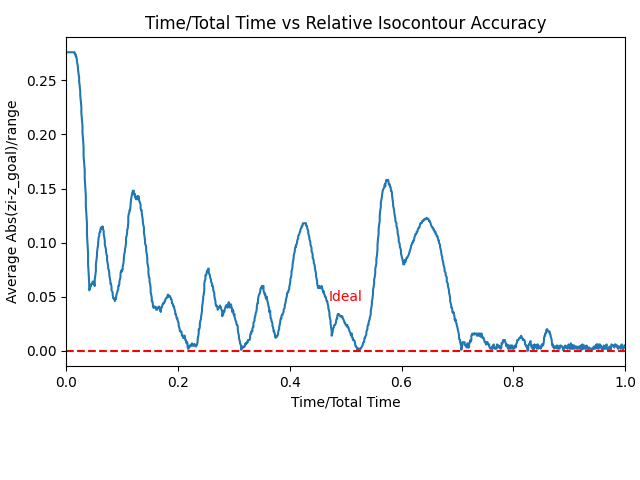 Time/Total Time vs Relative Isocontour Accuracy
Average Abs(zi-z_goal)/range
0.25
0.20
0.15
0.10
0.05
0.00
Ideal
0.0 0.2 0.4 0.6 0.8 1.0
Time/Total Time